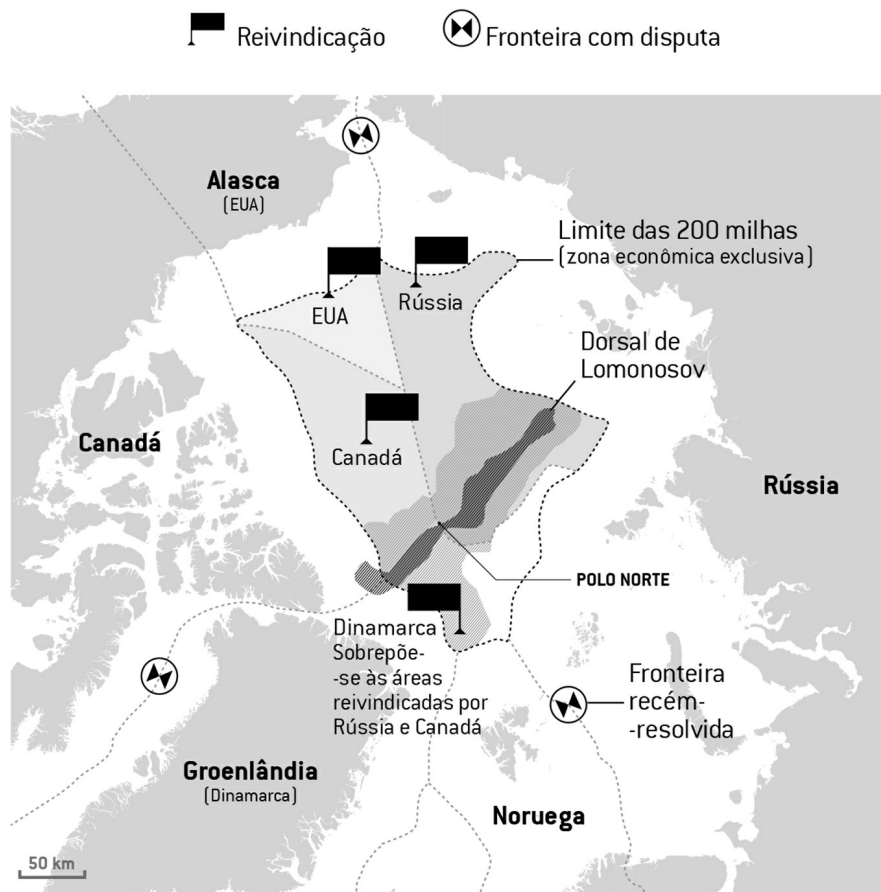 Reivindicação
Fronteira com disputa
Alasca
(EUA)
Limite das 200 milhas
(zona econômica exclusiva)
EUA
Rússia
Dorsal de
Lomonosov
Canadá
Canadá
Rússia
POLO NORTE
Dinamarca
Sobrepõe-
-se às áreas
reivindicadas por
Rússia e Canadá
Fronteira
recém-
-resolvida
Groenlândia
(Dinamarca)
Noruega
50 km